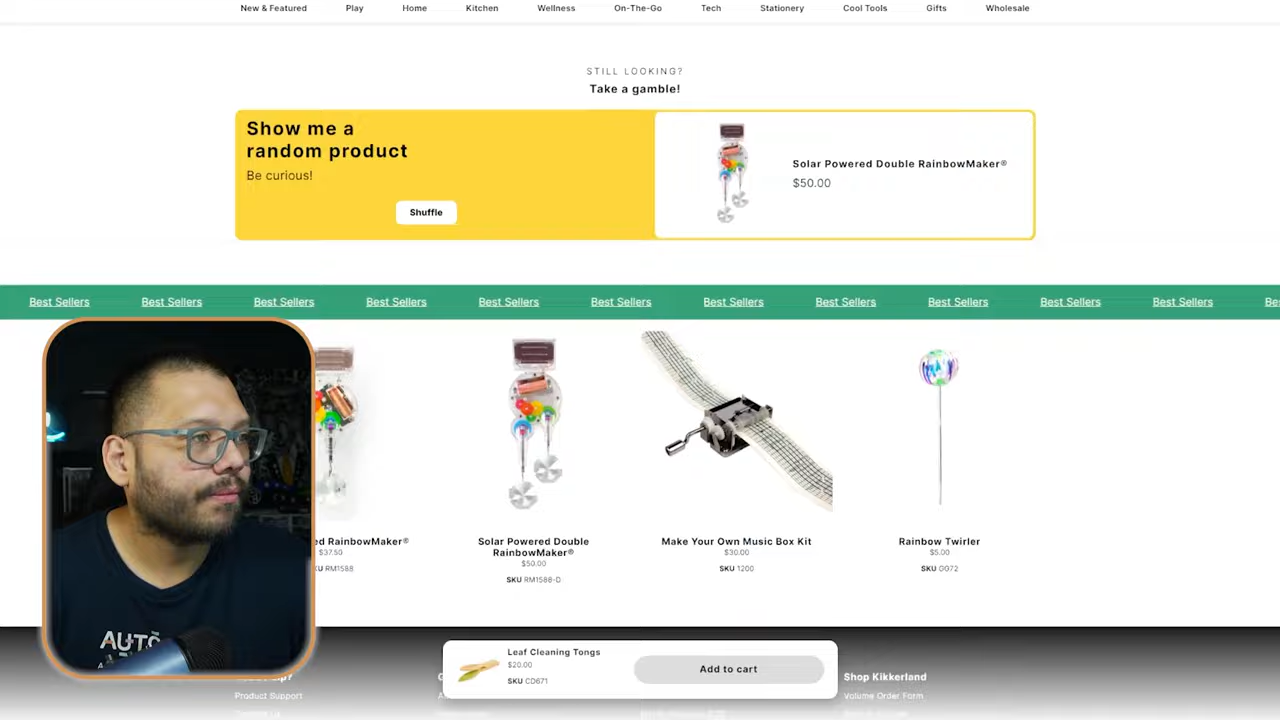 New & Featured Play Home Kitchen Wellness On-The-Go Tech Stationery Cool Tools Gifts Wholesale
STILL LOOKING?
Take a gamble!
Show me a
random product
Be curious!
Shuffle
Solar Powered Double RainbowMaker®
$50.00
Best Sellers Best Sellers Best Sellers Best Sellers Best Sellers Best Sellers Best Sellers Best Sellers Best Sellers Best Sellers Best Sellers
RainbowMaker®
$37.50
RM1588
Solar Powered Double
RainbowMaker®
$50.00
SKU RM1588-D
Make Your Own Music Box Kit
$30.00
SKU 1200
Rainbow Twirler
$5.00
SKU GG72
AUTO
Leaf Cleaning Tongs
$20.00
SKU CD671
Add to cart
Product Support
Shop Kikkerland
Volume Order Form